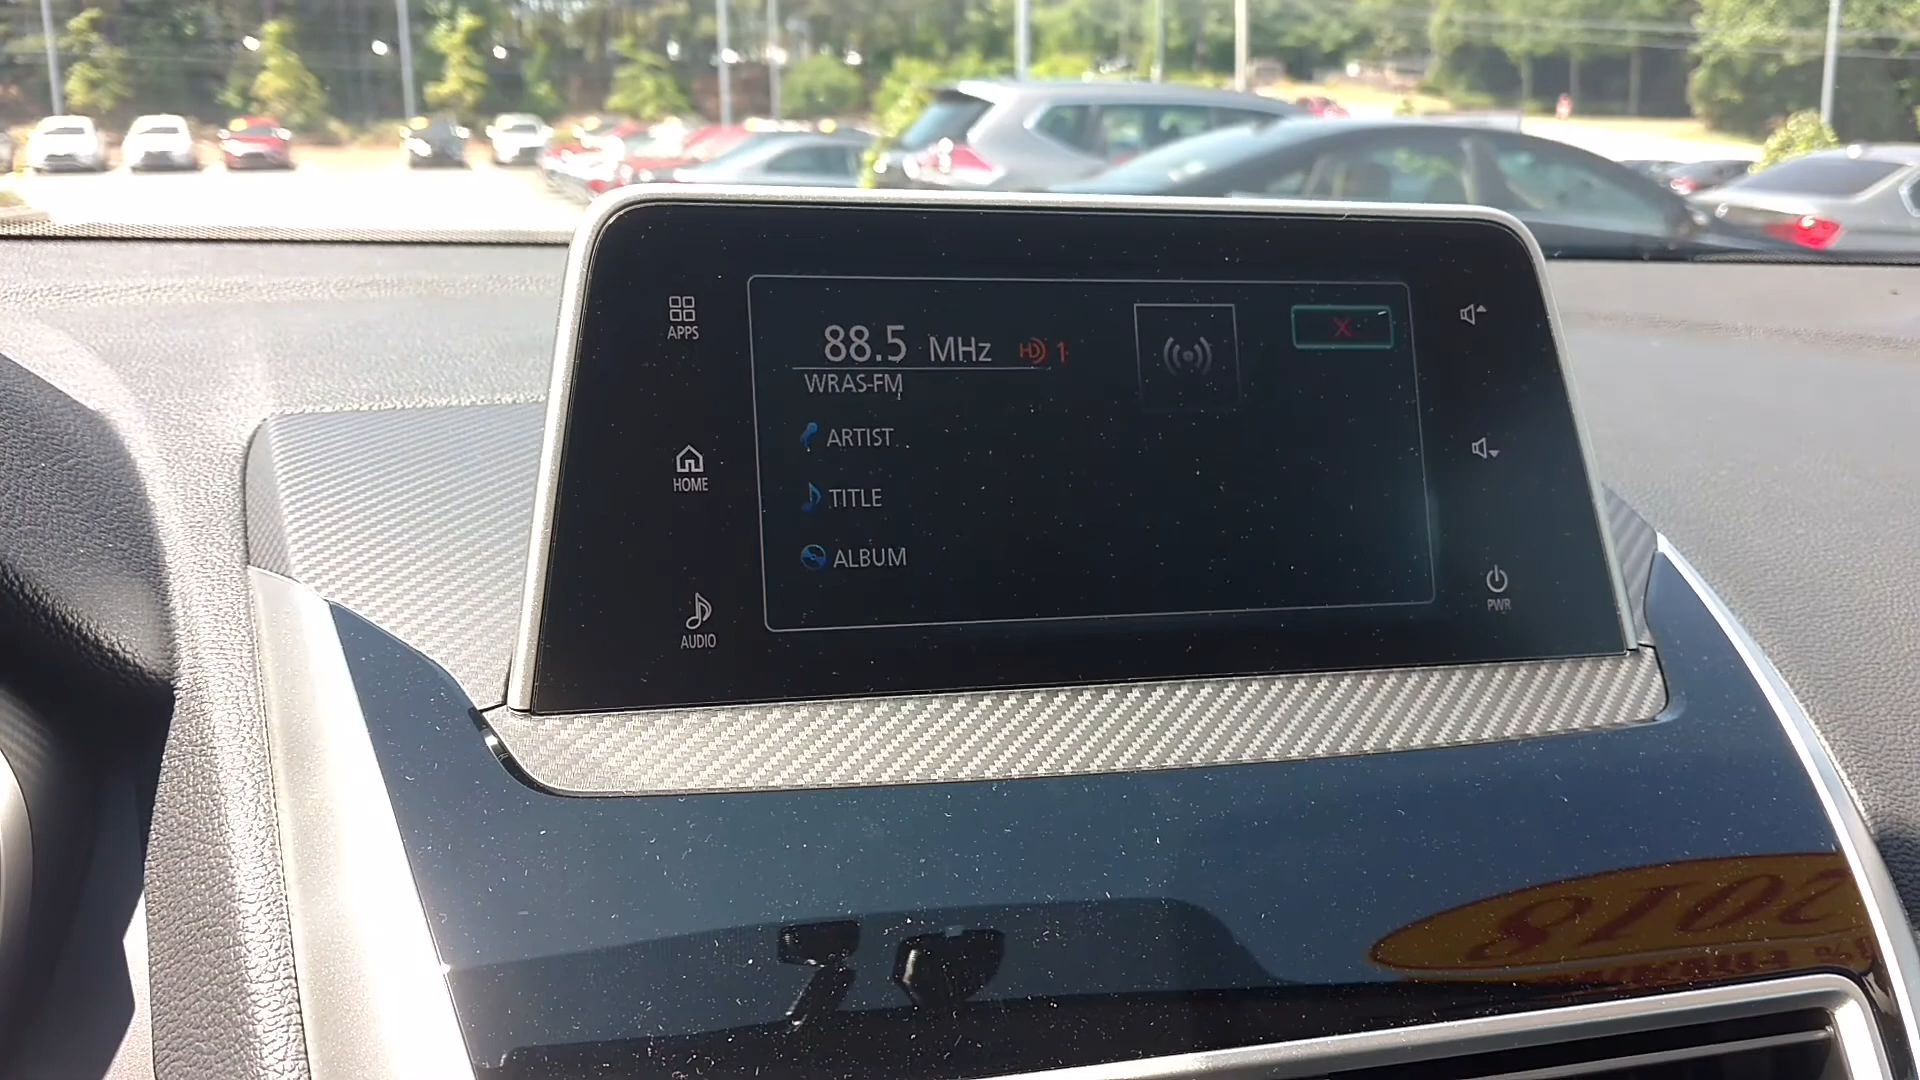 APPS
HOME
AUDIO
88.5 MHz HD 1
WRAS-FM
ARTIST
TITLE
ALBUM
X
PWR
2018